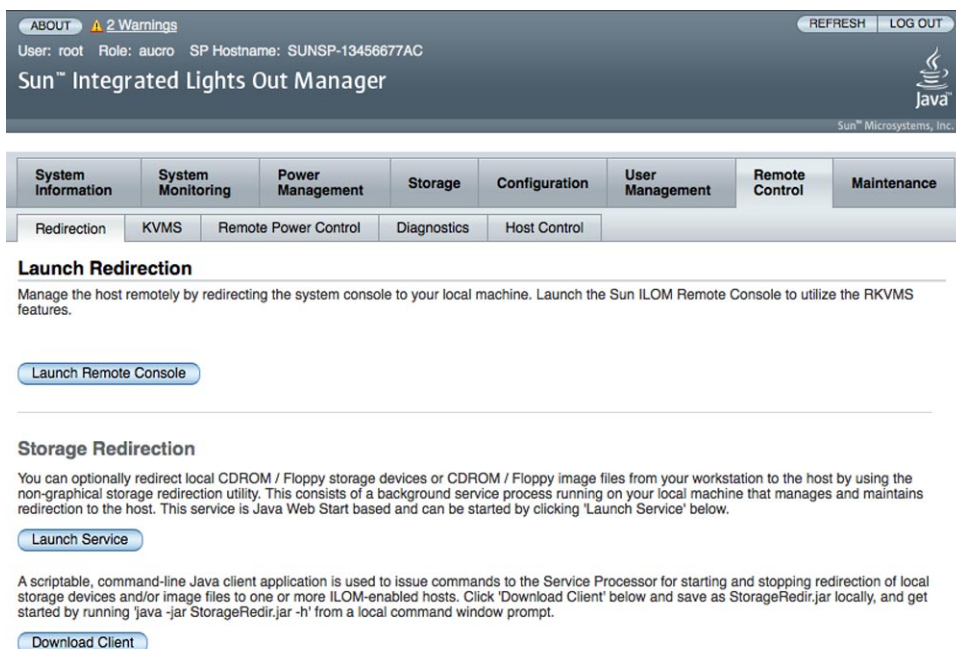 ABOUT 2 Warnings REFRESH LOG OUT
User: root Role: aucro SP Hostname: SUNSP-13456677AC
Sun™ Integrated Lights Out Manager
Java™
Sun™ Microsystems, Inc.
System Information System Monitoring Power Management Storage Configuration User Management Remote Control Maintenance
Redirection KVMS Remote Power Control Diagnostics Host Control
Launch Redirection
Manage the host remotely by redirecting the system console to your local machine. Launch the Sun ILOM Remote Console to utilize the RKVMS
features.
Launch Remote Console
Storage Redirection
You can optionally redirect local CDROM / Floppy storage devices or CDROM / Floppy image files from your workstation to the host by using the
non-graphical storage redirection utility. This consists of a background service process running on your local machine that manages and maintains
redirection to the host. This service is Java Web Start based and can be started by clicking 'Launch Service' below.
Launch Service
A scriptable, command-line Java client application is used to issue commands to the Service Processor for starting and stopping redirection of local
storage devices and/or image files to one or more ILOM-enabled hosts. Click 'Download Client' below and save as StorageRedir.jar locally, and get
started by running 'java -jar StorageRedir.jar -h' from a local command window prompt.
Download Client